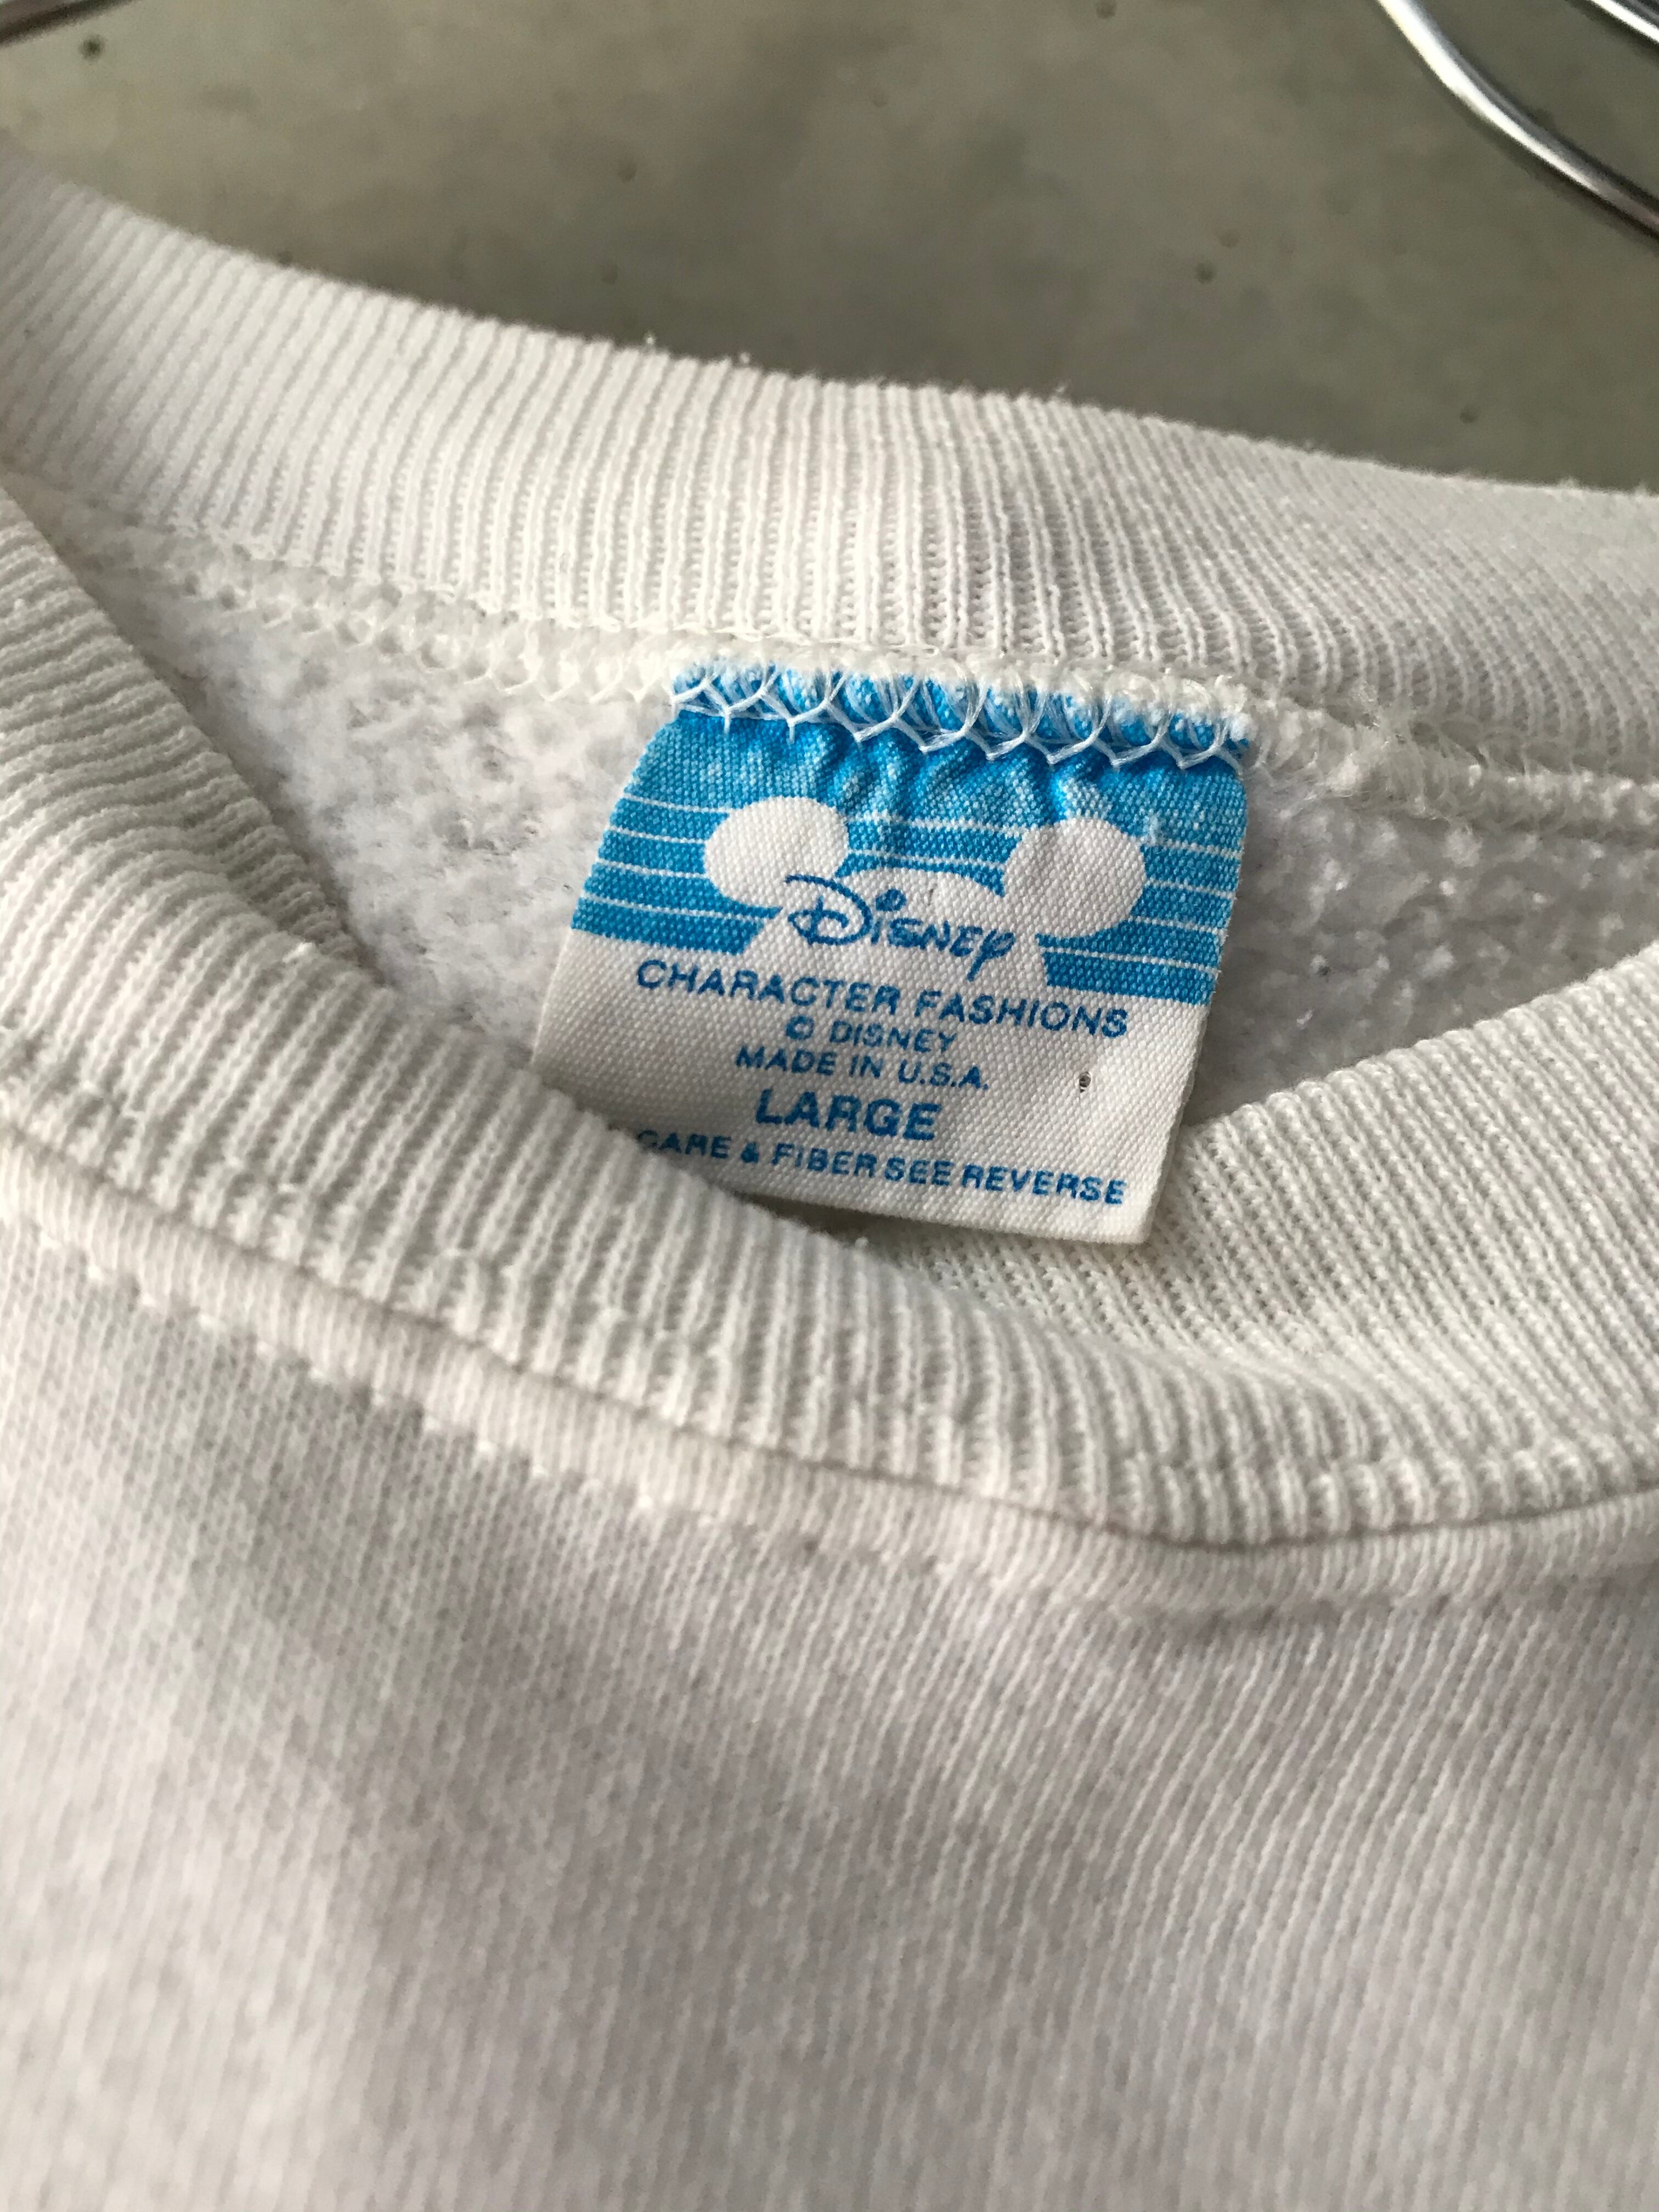 Disney
CHARACTER FASHIONS
© DISNEY
MADE IN U.S.A.
LARGE
CARE & FIBER SEE REVERSE